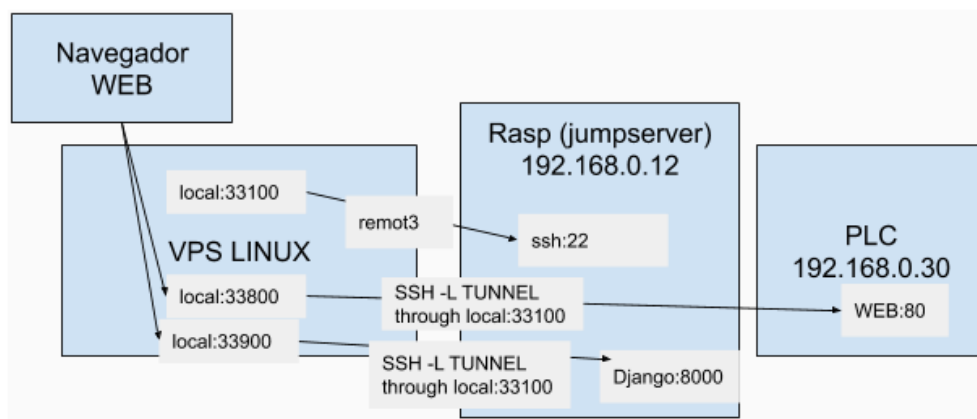 Navegador
WEB
Rasp (jumpserver)
192.168.0.12
local:33100
remot3
ssh:22
VPS LINUX
PLC
192.168.0.30
local:33800
SSH -L TUNNEL
through local:33100
WEB:80
local:33900
SSH -L TUNNEL
through local:33100
Django:8000